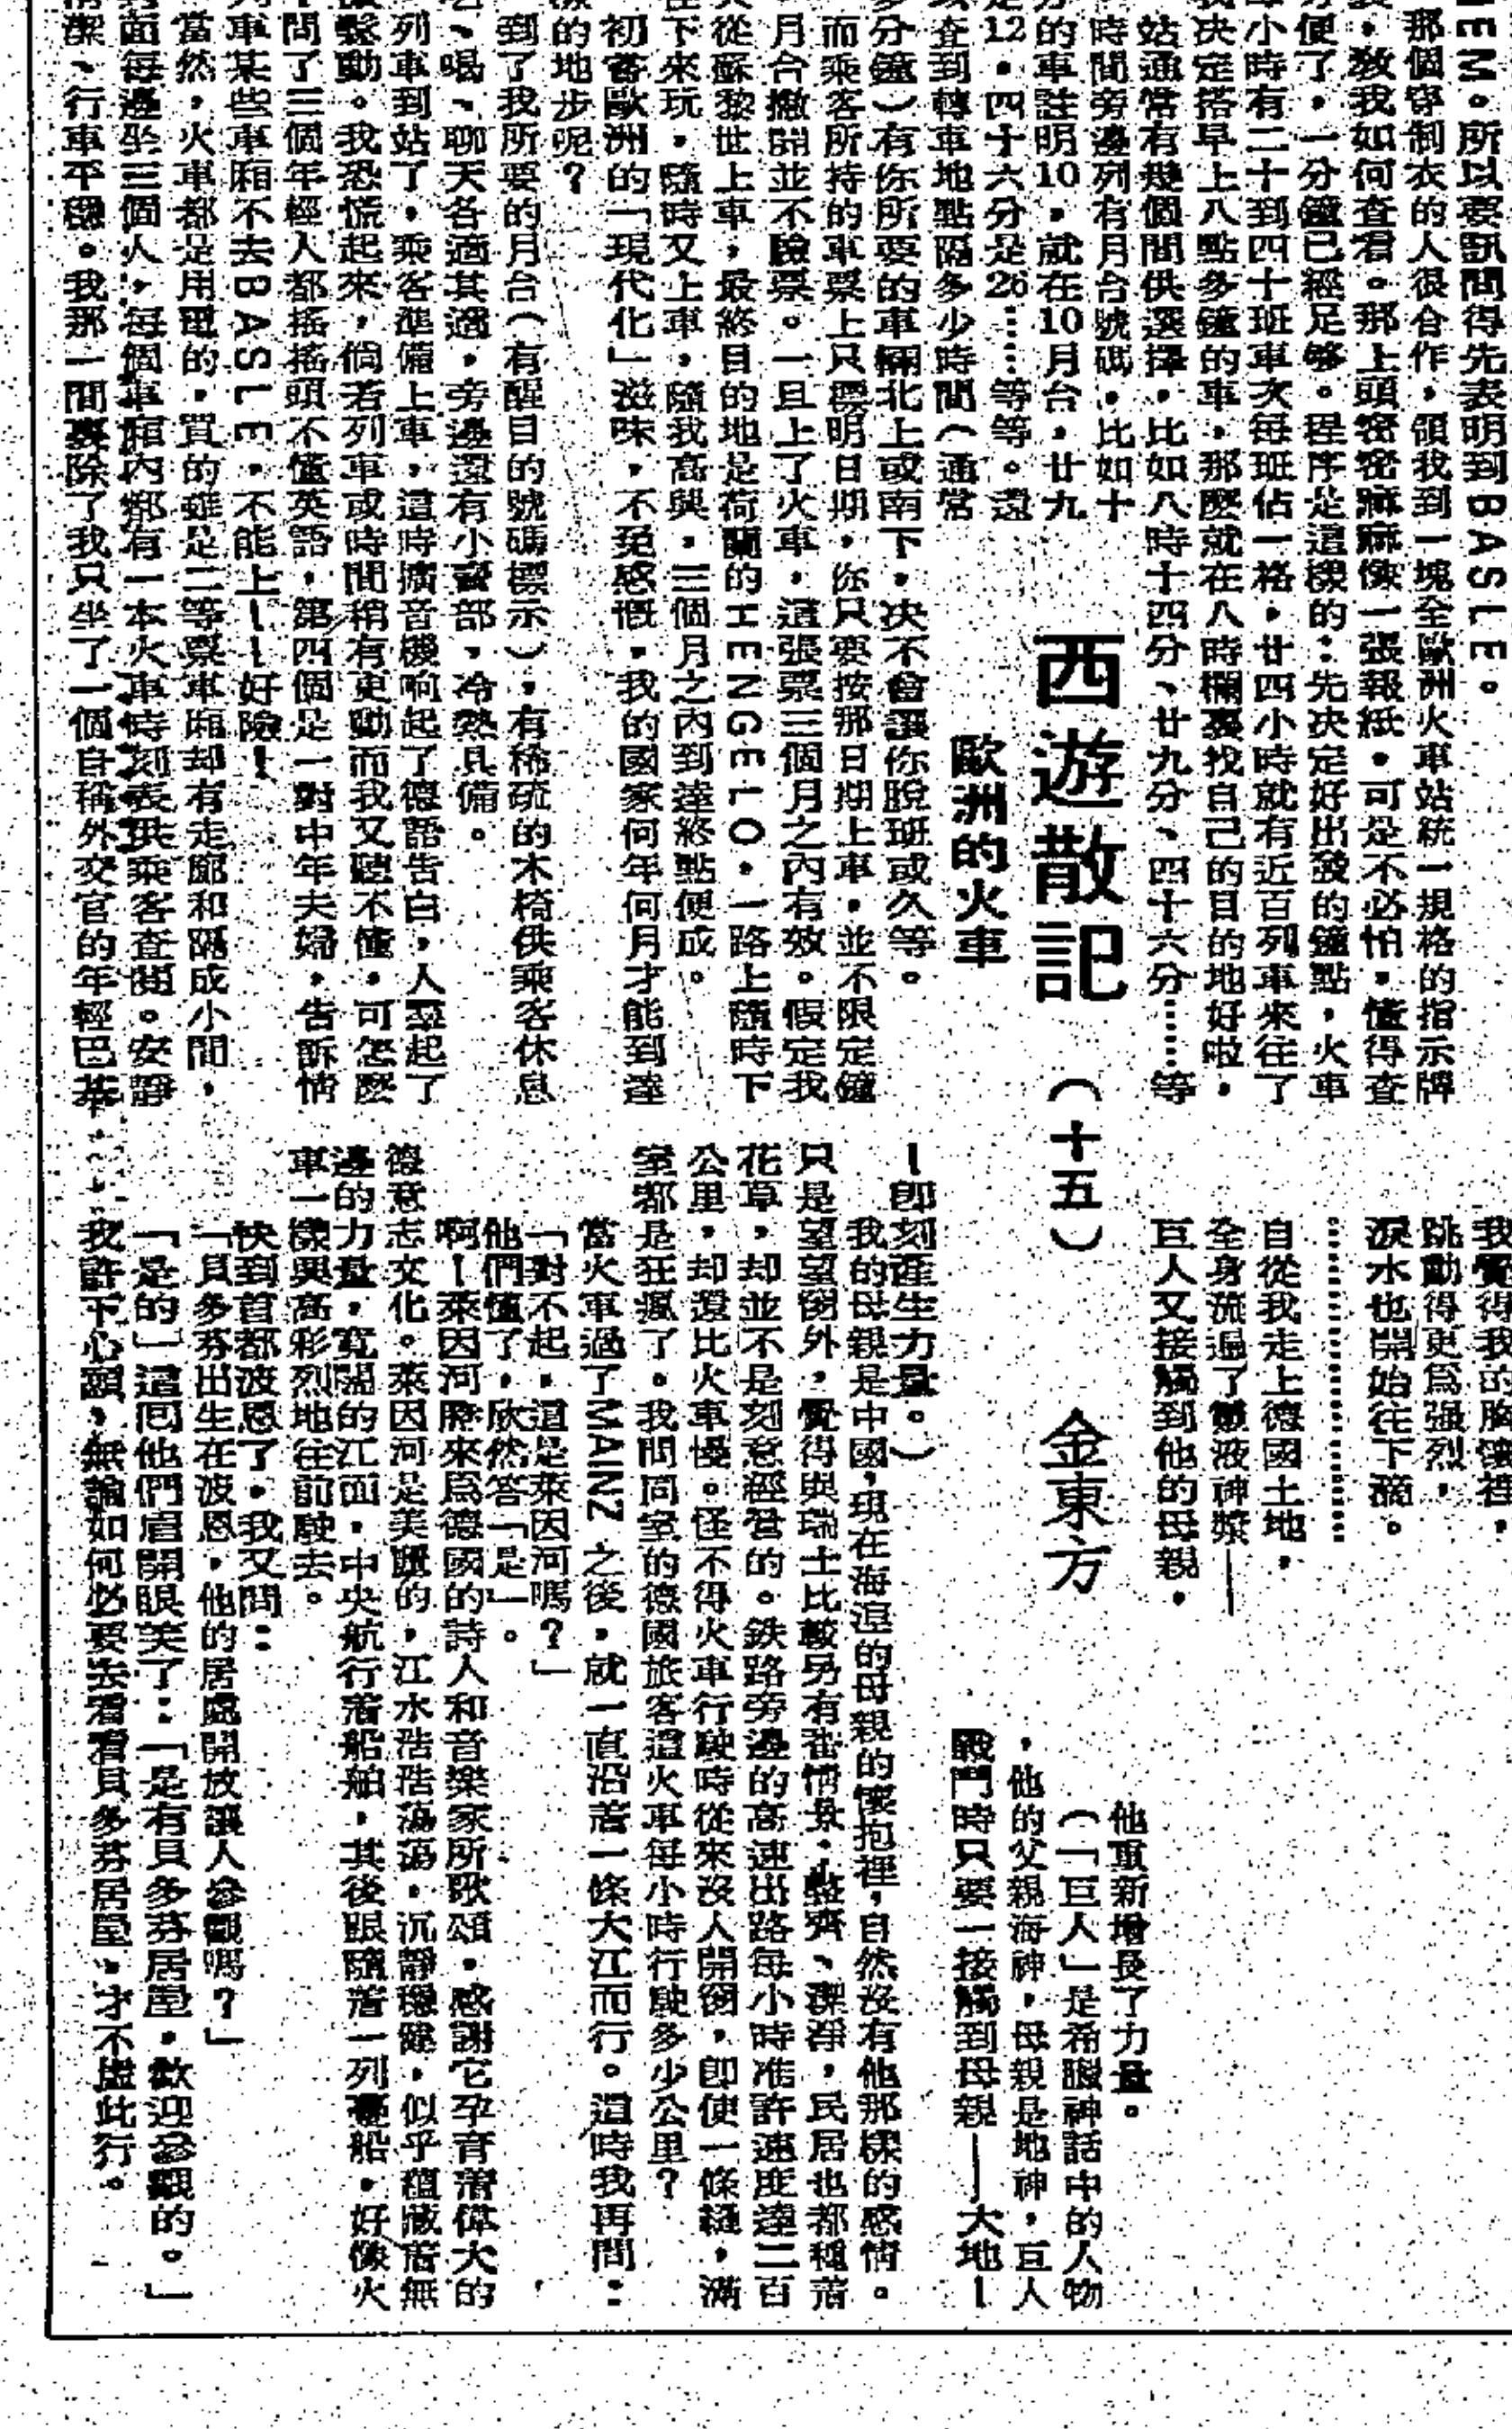 IEM。所以要訊問得先表明到BASLE。
那個穿制衣的人很合作，領我到一塊全歐洲火車站統一規格的指示牌
，教我如何查看。那上頭密密麻麻像一張報紙，可是不必怕，懂得查
便了，一分鐘已經足够。程序是這樣的：先決定好出發的鐘點，火車
小時有二十到四十班車次每班佔一格，廿四小時就有近百列車來往了
决定搭早上八點多鐘的車，那麼就在八時欄裏找自己的目的地好啦，
站通常有幾個間供選擇，比如八時十四分、廿九分、四十六分……等
時間旁邊列有月台號碼，比如十
的車註明10，就在10月台，廿九
是12，四十六分是26……等等。還
查到轉車地點隔多少時間（通常
多分鐘）有你所要的車輛北上或南下，决不會讓你脫班或久等。
而乘客所持的車票上只標明日期，你只要按那日期上車，並不限定鐘
月台撇開並不驗票。一旦上了火車，這張票三個月之內有效。假定我
從蘇黎世上車，最終目的地是荷蘭的HENGELO，一路上隨時下
下來玩，隨時又上車，隨我高興，三個月之內到達終點便成。
初嘗歐洲的「現代化」滋味，不免感慨，我的國家何年何月才能到達
的地步呢？
到了我所要的月台（有醒目的號碼標示），有稀疏的木椅供乘客休息
、喝、聊天各適其適，旁邊還有小賣部，冷熱具備。
列車到站了，乘客準備上車，這時擴音機响起了德語告白，人羣起了
騷動。我恐慌起來，倘若列車或時間稍有更動而我又聽不懂，可怎麽
問了三個年輕人都搖搖頭不懂英語，第四個是一對中年夫婦，告訴情
車某些車廂不去BASLE，不能上——好險！
當然，火車都是用電的，買的雖是二等票車廂却有走廊和隔成小間，
面每邊坐三個人，每個車廂內都有一本火車時刻表供乘客查閱。安靜
潔、行車平穩。我那一間裏除了我只坐了一個自稱外交官的年輕巴基
西遊散記（十五） 金東方
歐洲的火車
我覺得我的胸懷裡，
跳動得更爲强烈，
淚水也開始往下滴。
…………………
自從我走上德國土地，
全身流過了靈液神漿——
巨人又接觸到他的母親，
他重新增長了力量。
（「巨人」是希臘神話中的人物
，他的父親海神，母親是地神，巨人
戰鬥時只要一接觸到母親——大地—
—即刻產生力量。）
我的母親是中國，現在海涯的母親的懷抱裡，自然沒有他那樣的感情。
只是望望窗外，覺得與瑞士比較另有番情景：整齊、潔淨，民居也都種着
花草，却並不是刻意經營的。鉄路旁邊的高速出路每小時准許速度達二百
公里，却還比火車慢。怪不得火車行駛時從來沒人開窗，即使一條縫，滿
室都是狂瘋了。我問同室的德國旅客這火車每小時行駛多少公里？
當火車過了MAINZ之後，就一直沿着一條大江而行。這時我再問：
「對不起，這是萊因河嗎？」
他們懂了，欣然答「是」。
啊！萊因河歷來爲德國的詩人和音樂家所歌頌，感謝它孕育着偉大的
德意志文化。萊因河是美麗的，江水浩浩蕩蕩，沉靜穩健，似乎蘊藏着無
邊的力量，寬闊的江面，中央航行着船舶，其後跟隨着一列躉船，好像火
車一樣興高彩烈地往前駛去。
快到首都波恩了，我又問：
「貝多芬出生在波恩，他的居處開放讓人參觀嗎？」
「是的」這回他們眉開眼笑了：「是有貝多芬居屋，歡迎參觀的。」
我許下心願，無論如何必要去看看貝多芬居屋，才不虛此行。